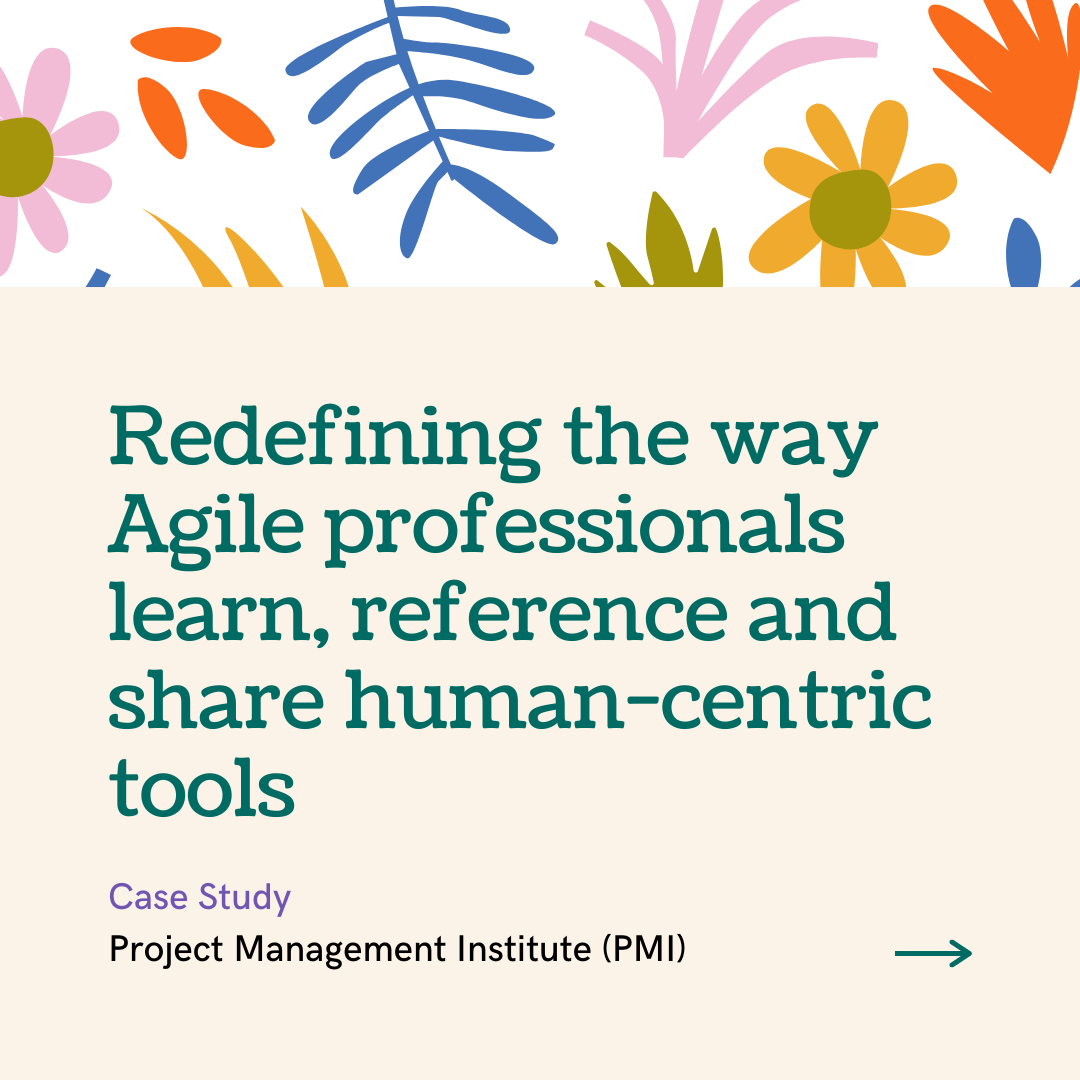 Redefining the way
Agile professionals
learn, reference and
share human-centric
tools
Case Study
Project Management Institute (PMI)